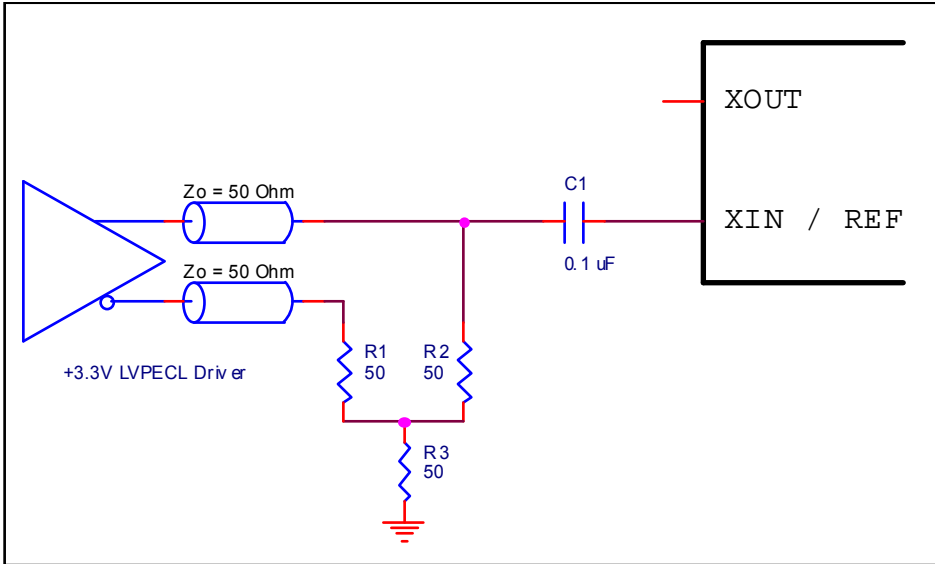 XOUT
Zo = 50 Ohm
C1
XIN / REF
0.1 uF
Zo = 50 Ohm
+3.3V LVPECL Driver
R1
50
R2
50
R3
50